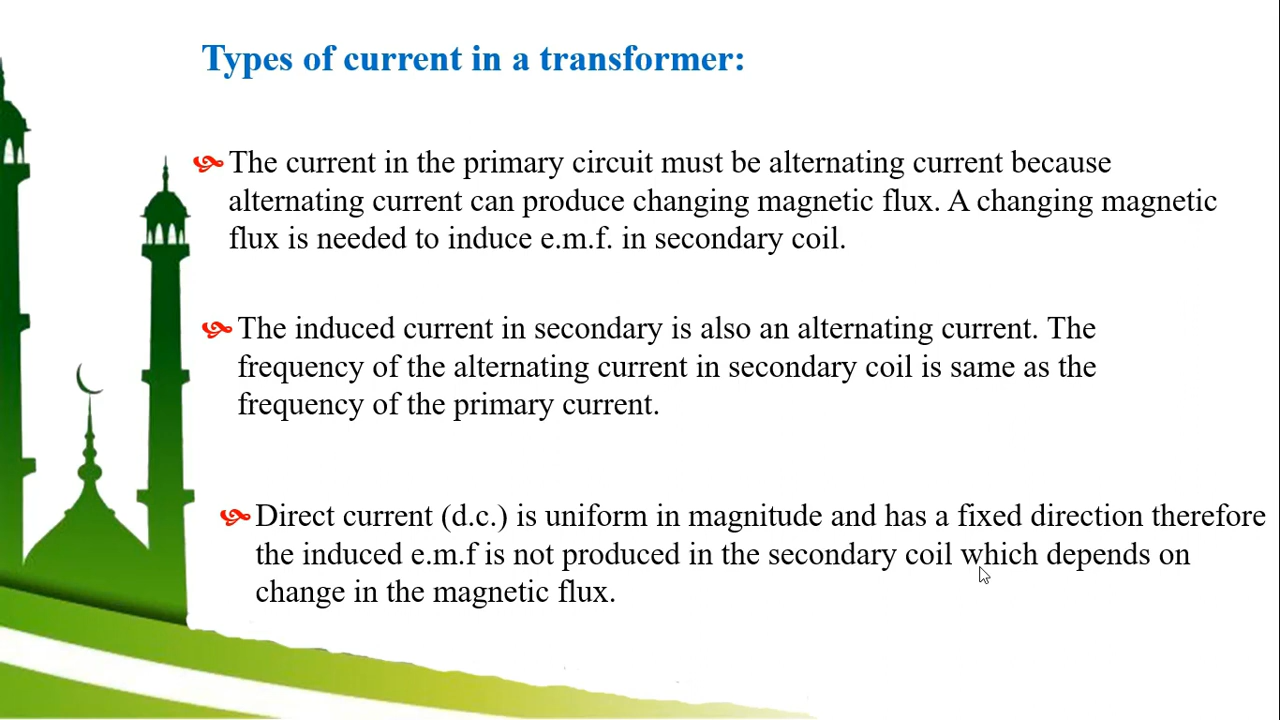 Types of current in a transformer:
The current in the primary circuit must be alternating current because
alternating current can produce changing magnetic flux. A changing magnetic
flux is needed to induce e.m.f. in secondary coil.
The induced current in secondary is also an alternating current. The
frequency of the alternating current in secondary coil is same as the
frequency of the primary current.
Direct current (d.c.) is uniform in magnitude and has a fixed direction therefore
the induced e.m.f is not produced in the secondary coil which depends on
change in the magnetic flux.